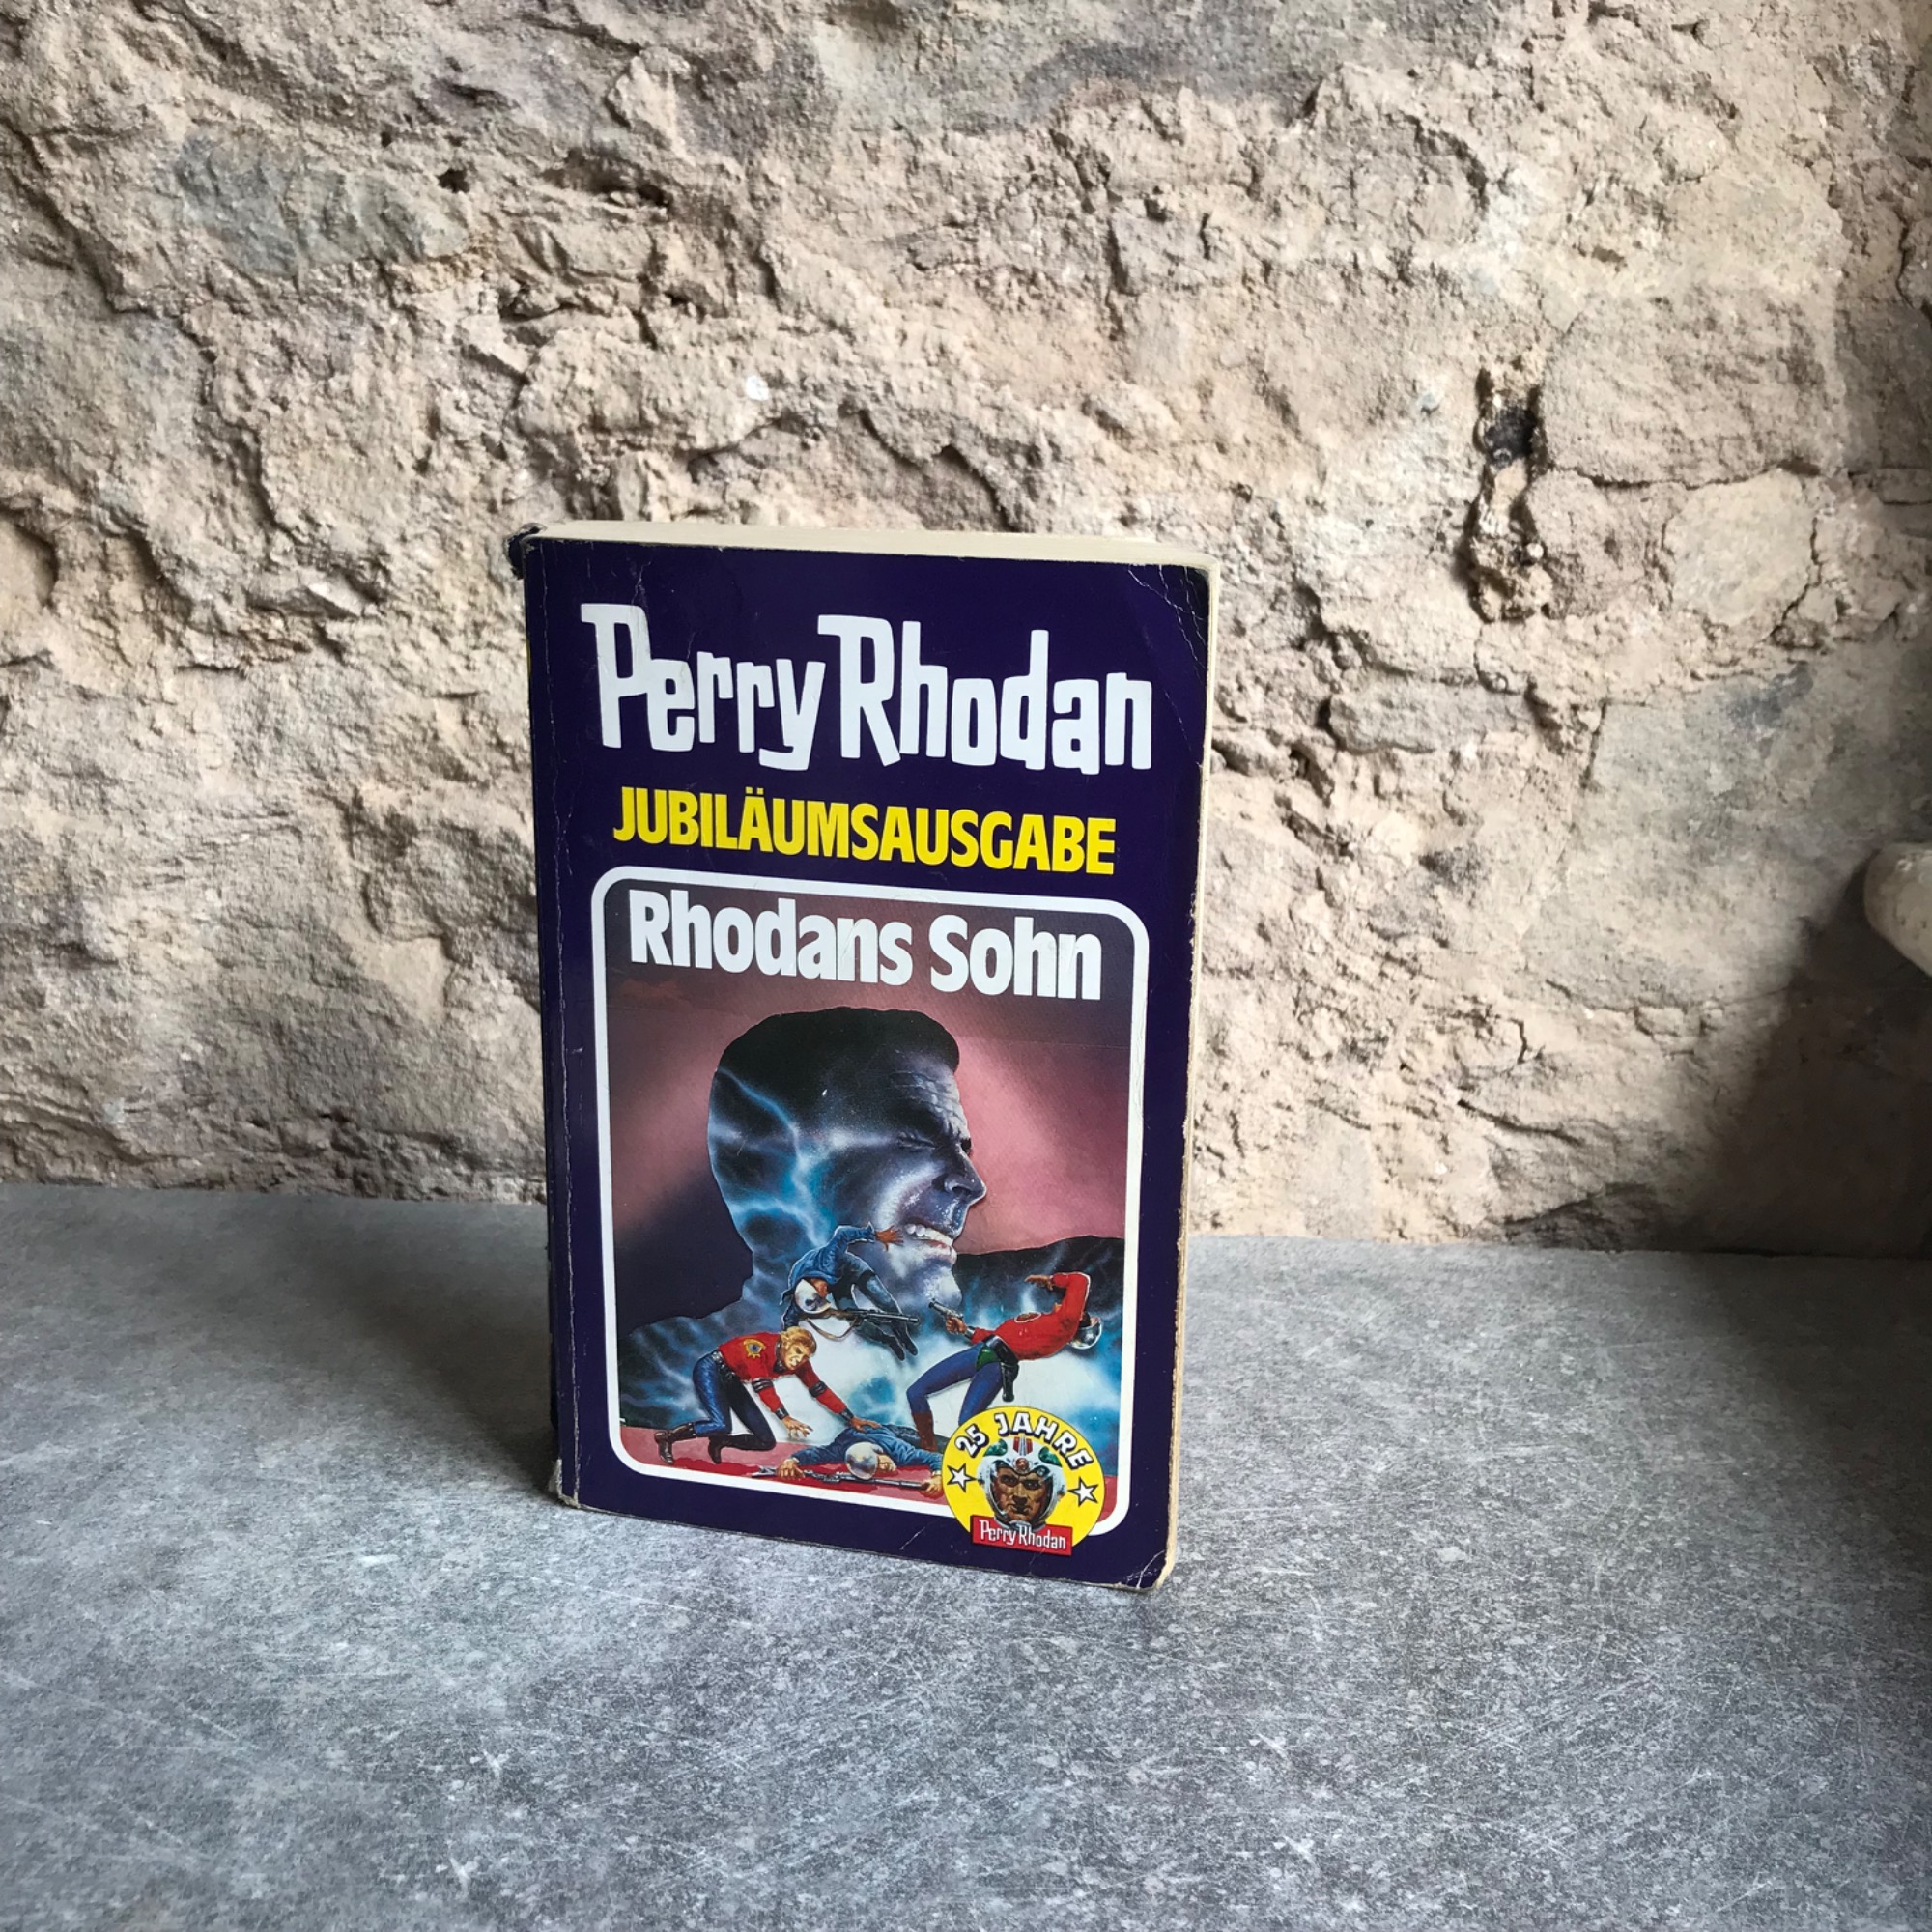 Perry Rhodan
JUBILÄUMSAUSGABE
Rhodans Sohn
25 JAHRE
Perry Rhodan